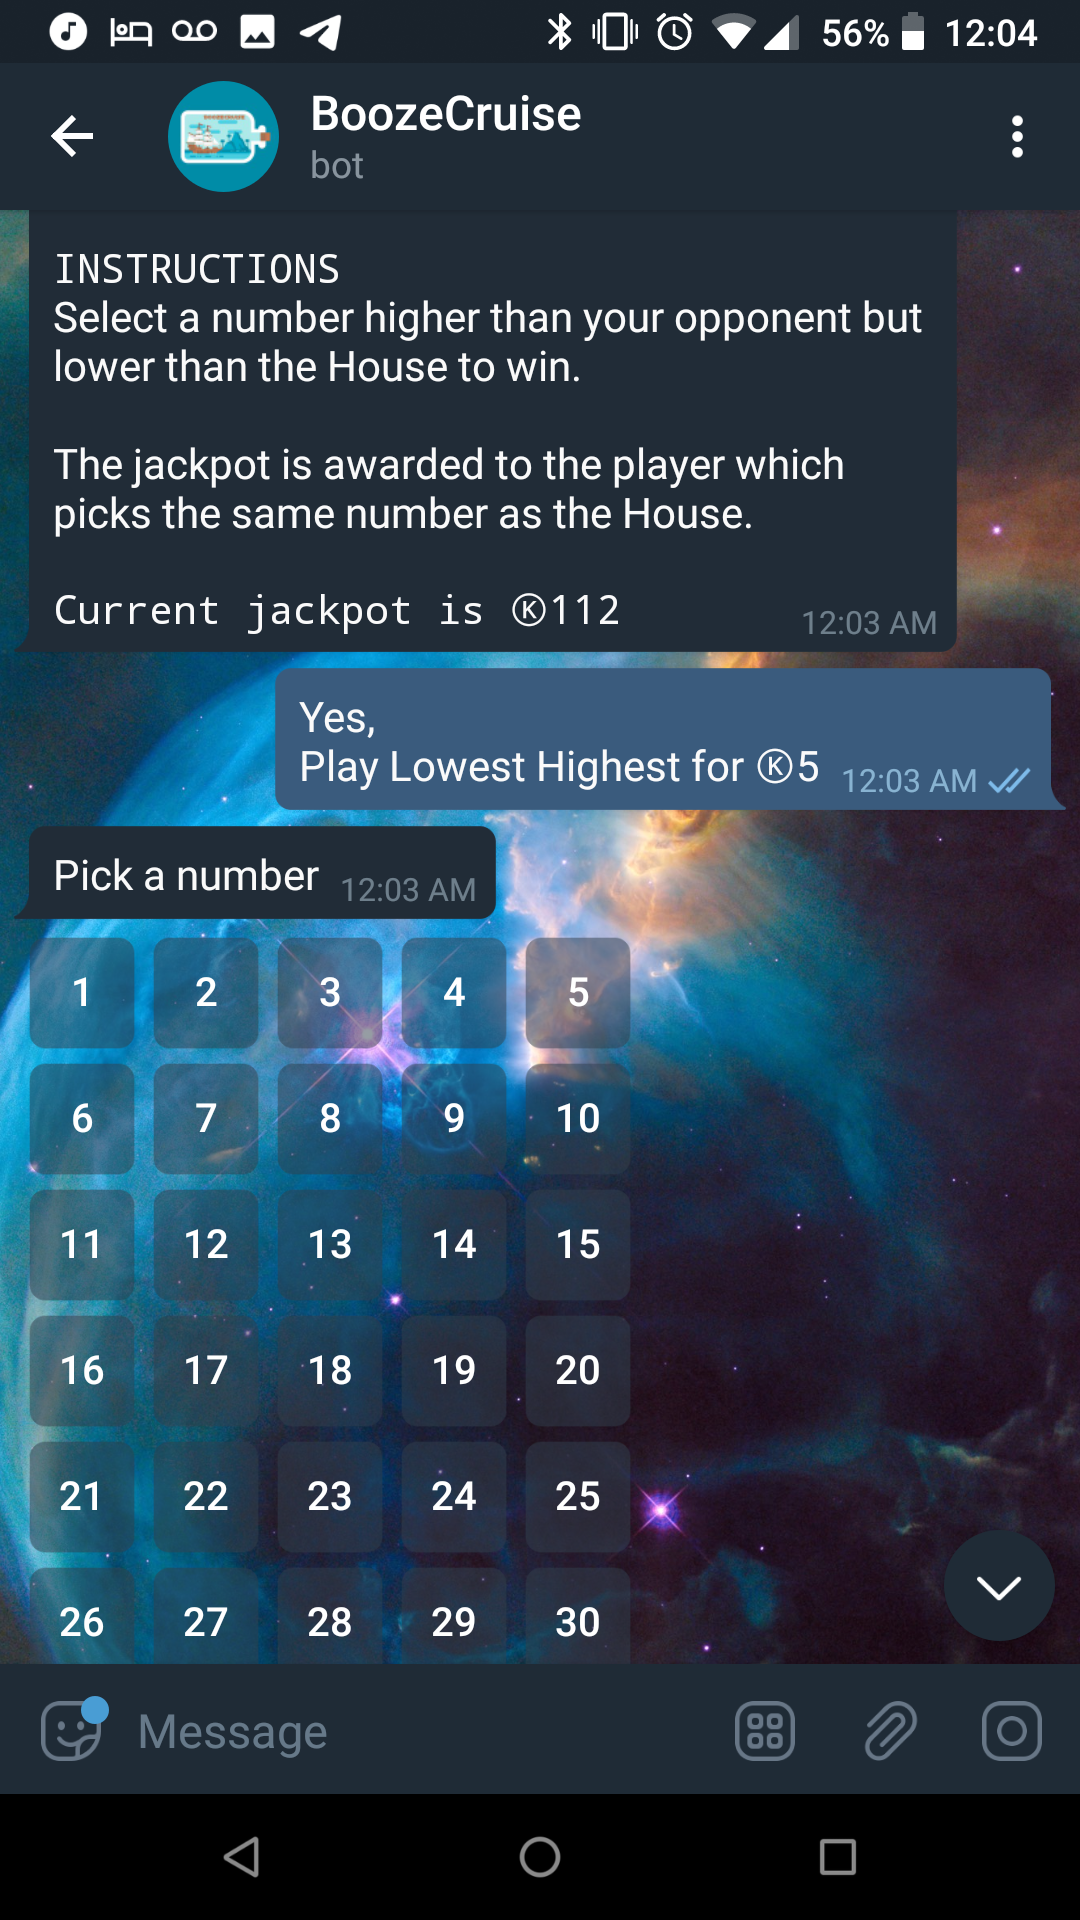 56% 12:04
BoozeCruise
bot
INSTRUCTIONS
Select a number higher than your opponent but
lower than the House to win.
The jackpot is awarded to the player which
picks the same number as the House.
Current jackpot is Ⓚ112 12:03 AM
Yes,
Play Lowest Highest for Ⓚ5 12:03 AM
Pick a number 12:03 AM
1 2 3 4 5
6 7 8 9 10
11 12 13 14 15
16 17 18 19 20
21 22 23 24 25
26 27 28 29 30
Message